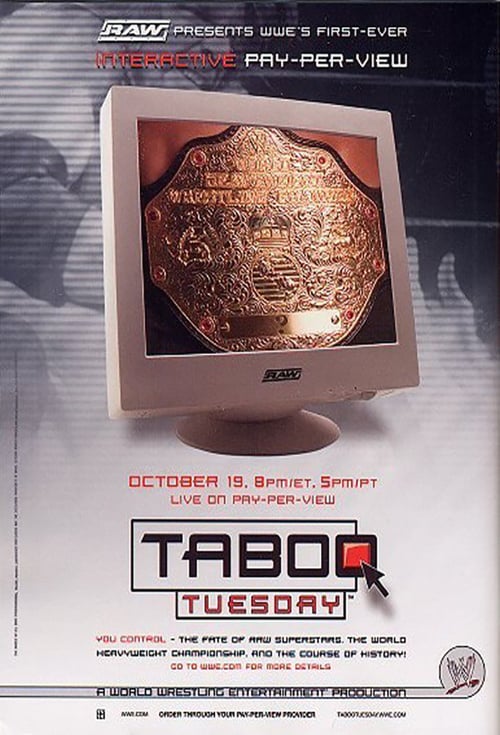 RAW PRESENTS WWE'S FIRST-EVER
INTERACTIVE PAY-PER-VIEW
RAW
OCTOBER 19, 8PM/ET, 5PM/PT
LIVE ON PAY-PER-VIEW
TABOO
TUESDAY™
YOU CONTROL - THE FATE OF RAW SUPERSTARS, THE WORLD
HEAVYWEIGHT CHAMPIONSHIP, AND THE COURSE OF HISTORY!
GO TO WWE.COM FOR MORE DETAILS
W
A WORLD WRESTLING ENTERTAINMENT PRODUCTION
WWE.COM ORDER THROUGH YOUR PAY-PER-VIEW PROVIDER TABOOTUESDAY.WWE.COM